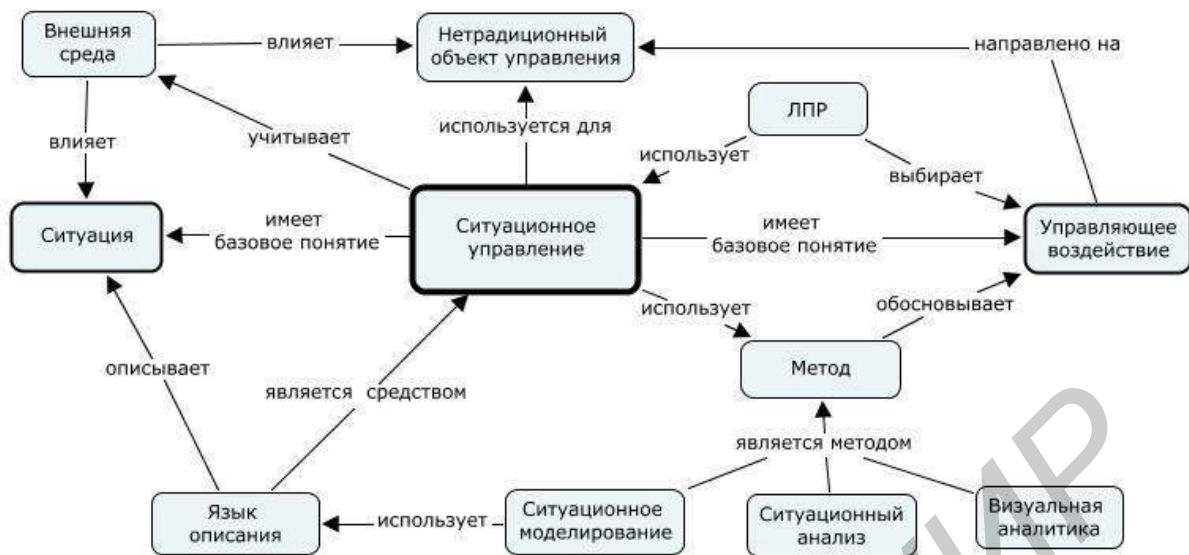 Внешняя
среда
влияет
Нетрадиционный
объект управления
направлено на
ЛПР
влияет
учитывает
используется для
использует
выбирает
Ситуация
имеет
базовое понятие
Ситуационное
управление
имеет
базовое понятие
Управляющее
воздействие
использует
обосновывает
описывает
является средством
Метод
является методом
Язык
описания
использует
Ситуационное
моделирование
Ситуационный
анализ
Визуальная
аналитика